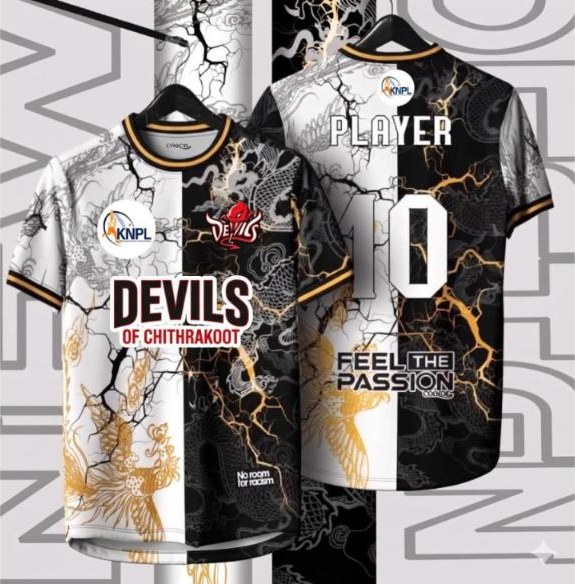 KNPL
DEVILS
DEVILS
OF CHITHRAKOOT
No room
for racism
KNPL
PLAYER
10
FEEL THE
PASSION